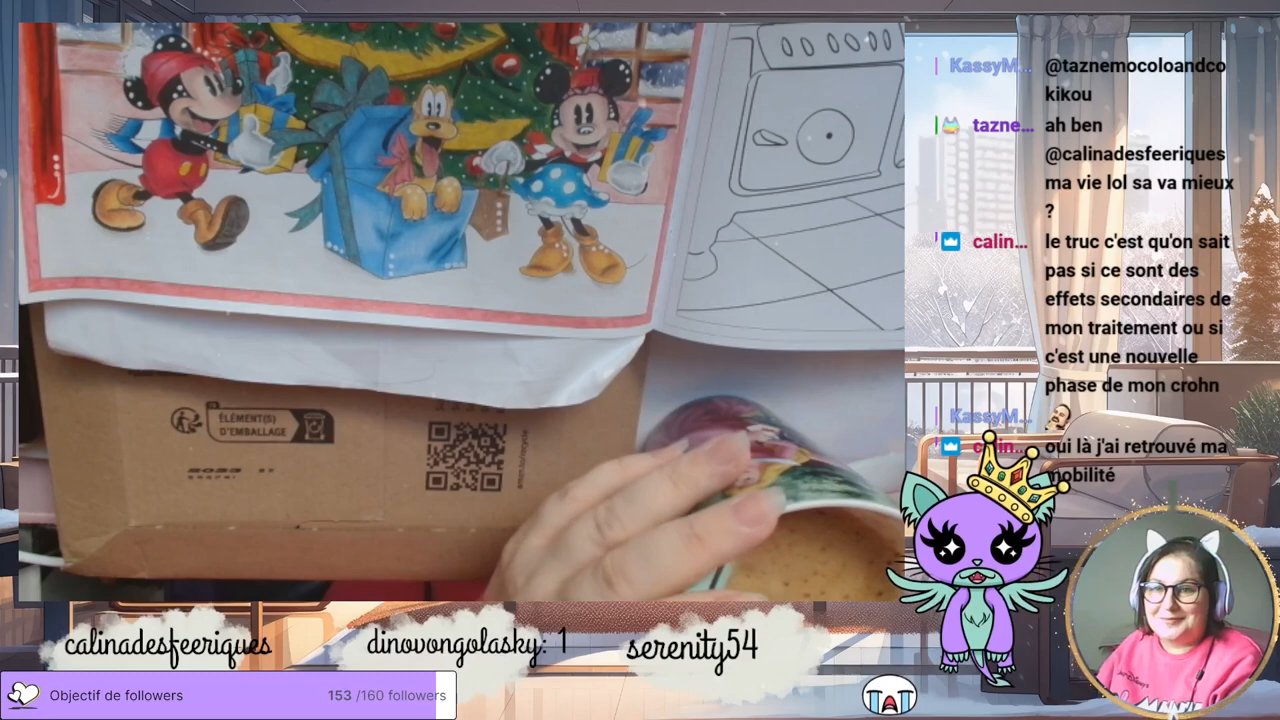 KassyM...
@taznemocoloandco
kikou
tazne...
ah ben
@calinadesfeeriques
ma vie lol sa va mieux
?
calin...
le truc c'est qu'on sait
pas si ce sont des
effets secondaires de
mon traitement ou si
c'est une nouvelle
phase de mon crohn
KassyM...
calin...
oui là j'ai retrouvé ma
mobilité
ÉLÉMENT(S)
D'EMBALLAGE
calinadesfeeriques
dinovongolasky: 1
serenity54
Objectif de followers
153 /160 followers